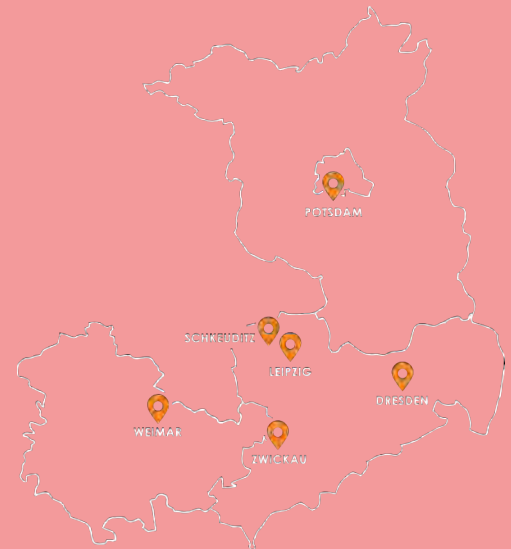 POTSDAM
SCHKEUDITZ
LEIPZIG
DRESDEN
WEIMAR
ZWICKAU